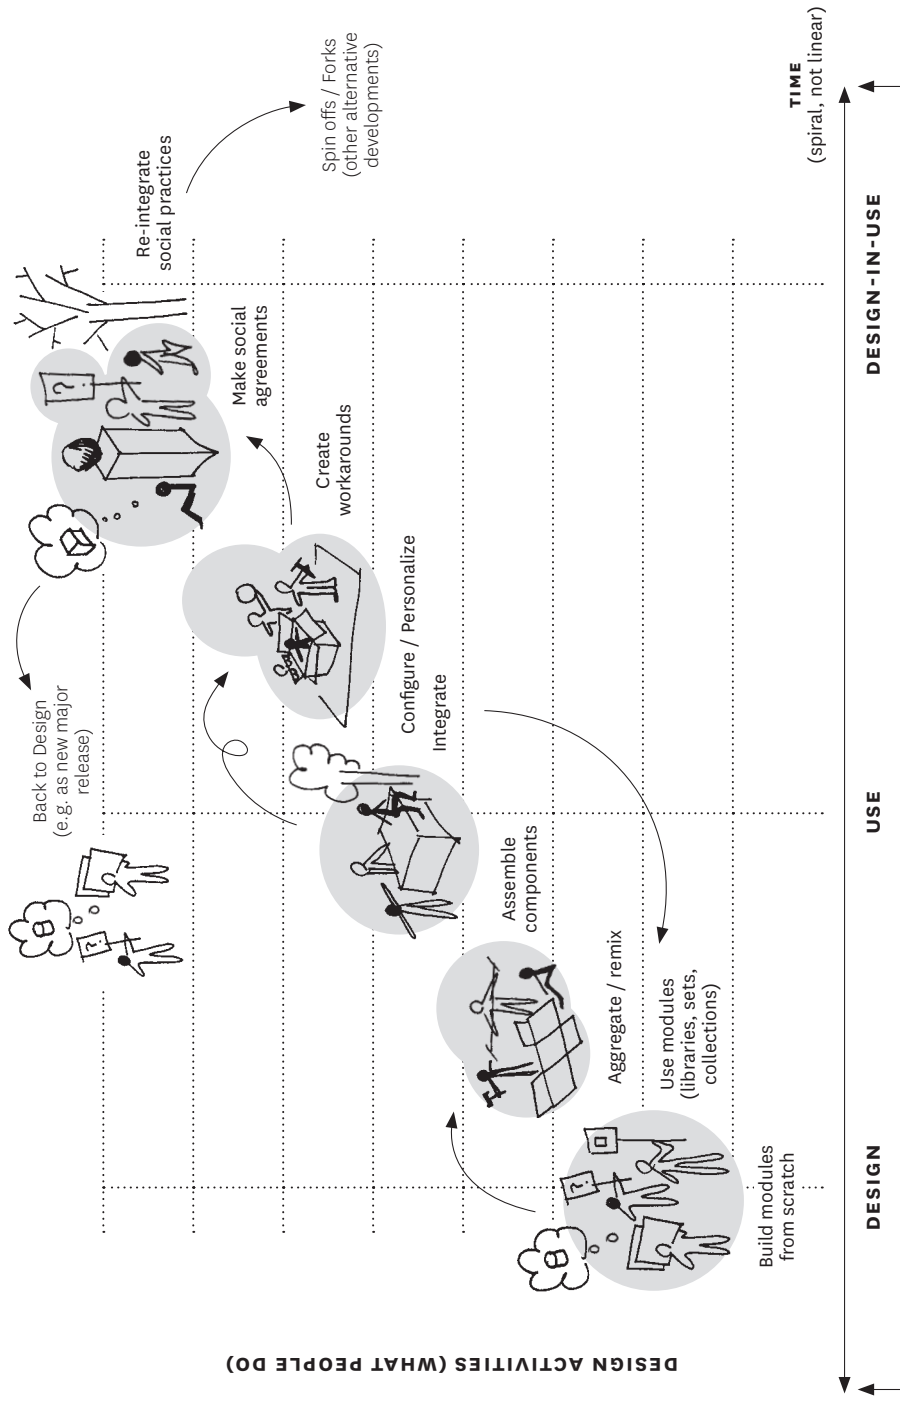 Back to Design
(e.g. as new major
release)
Re-integrate
social practices
Spin offs / Forks
(other alternative
developments)
Make social
agreements
Create
workarounds
Configure / Personalize
Integrate
Assemble
components
Aggregate / remix
Use modules
(libraries, sets,
collections)
Build modules
from scratch
?
?
?
DESIGN ACTIVITIES (WHAT PEOPLE DO)
TIME
(spiral, not linear)
DESIGN
USE
DESIGN-IN-USE